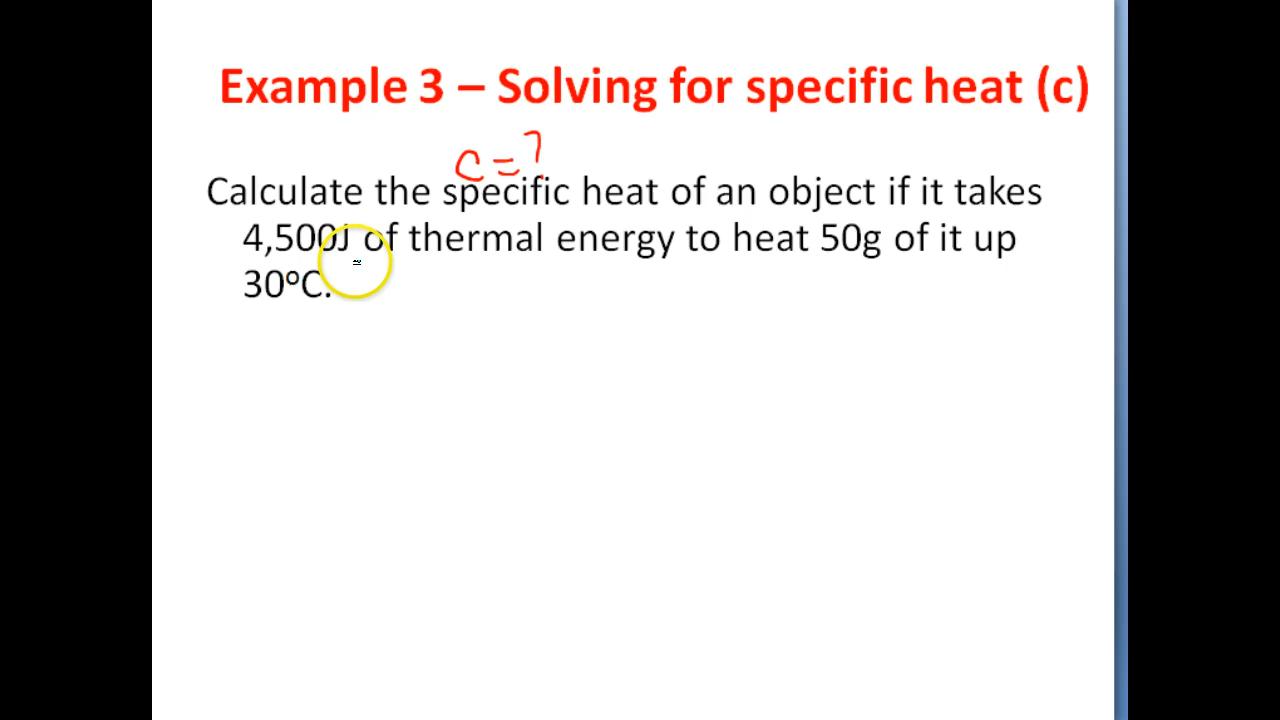 Example 3 – Solving for specific heat (c)
c = ?
Calculate the specific heat of an object if it takes
4,500J of thermal energy to heat 50g of it up
30ºC.